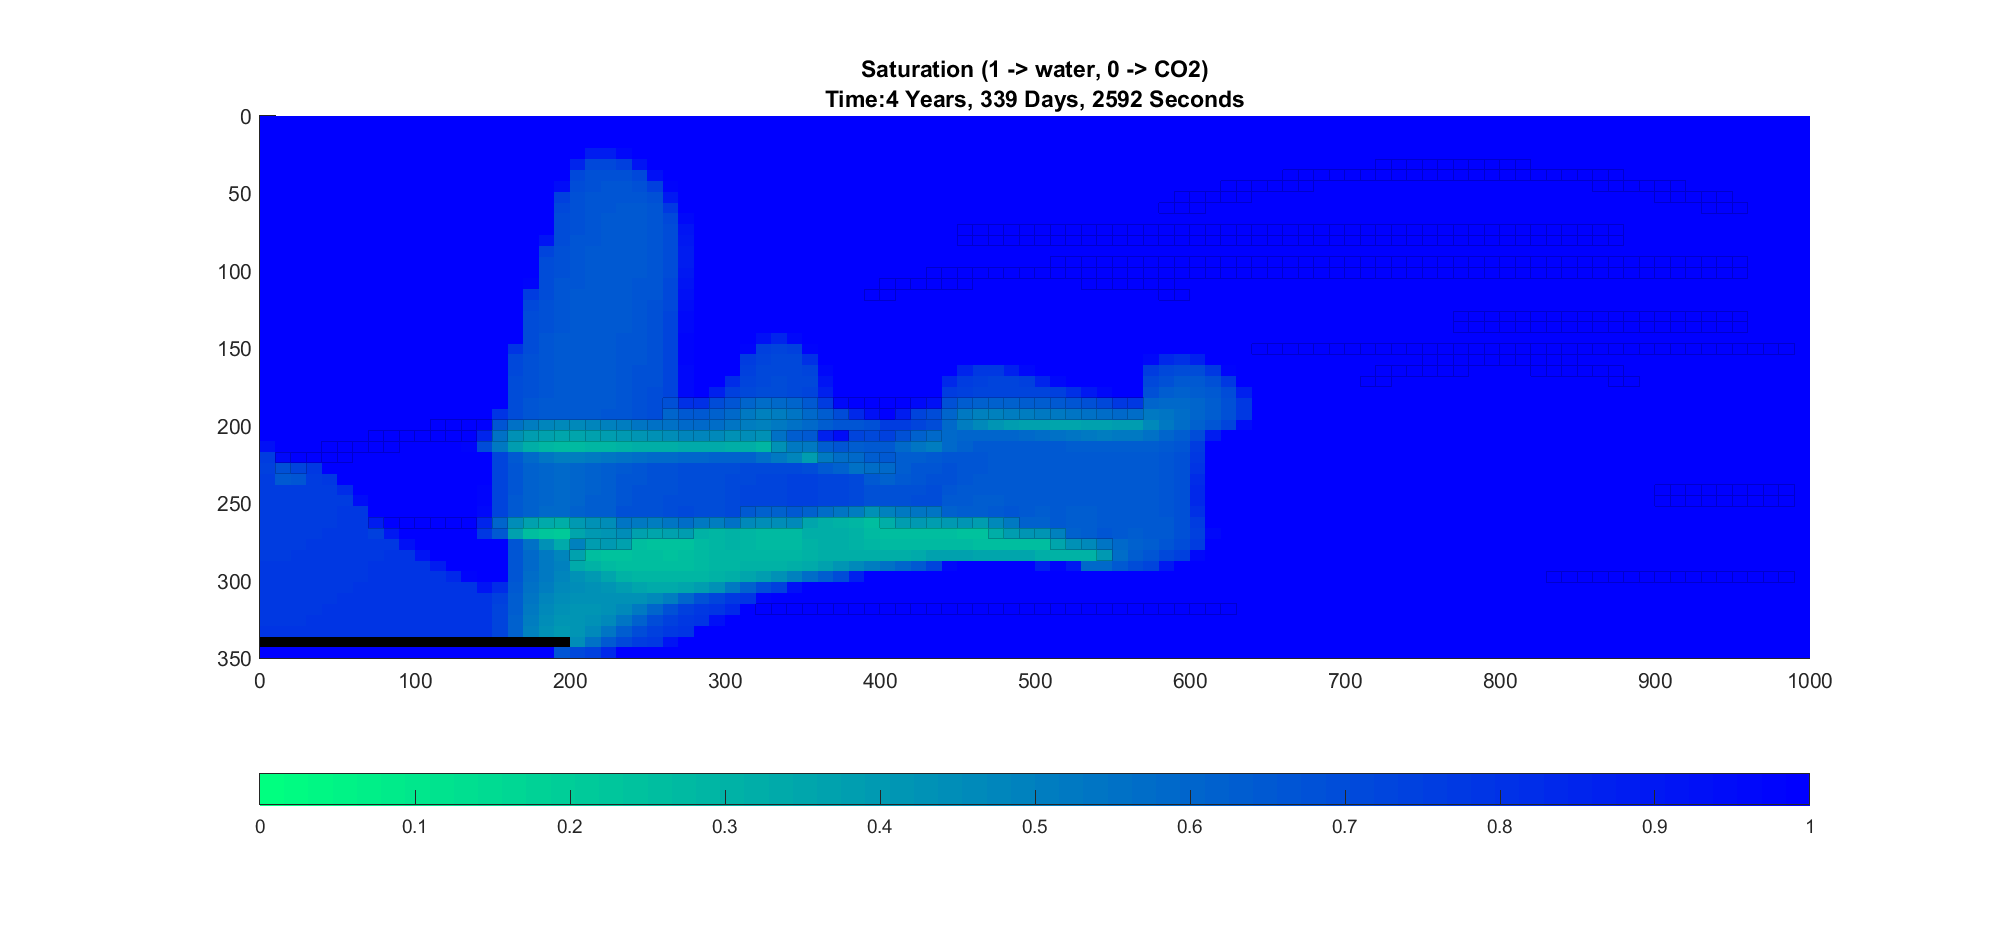 Saturation (1 -> water, 0 -> CO2)
Time:4 Years, 339 Days, 2592 Seconds
0
50
100
150
200
250
300
350
0 100 200 300 400 500 600 700 800 900 1000
0 0.1 0.2 0.3 0.4 0.5 0.6 0.7 0.8 0.9 1